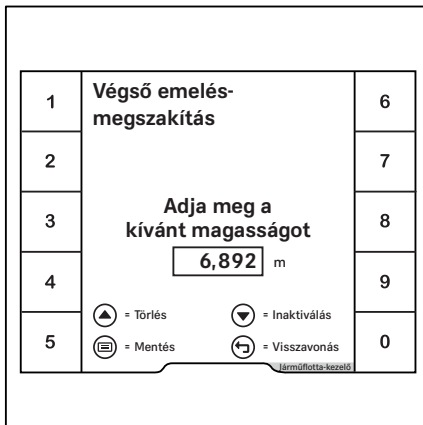 Végső emelés-
megszakítás
1
2
3
4
5
6
7
8
9
0
Adja meg a
kívánt magasságot
6,892 m
= Törlés
= Inaktiválás
= Mentés
= Visszavonás
Járműflotta-kezelő